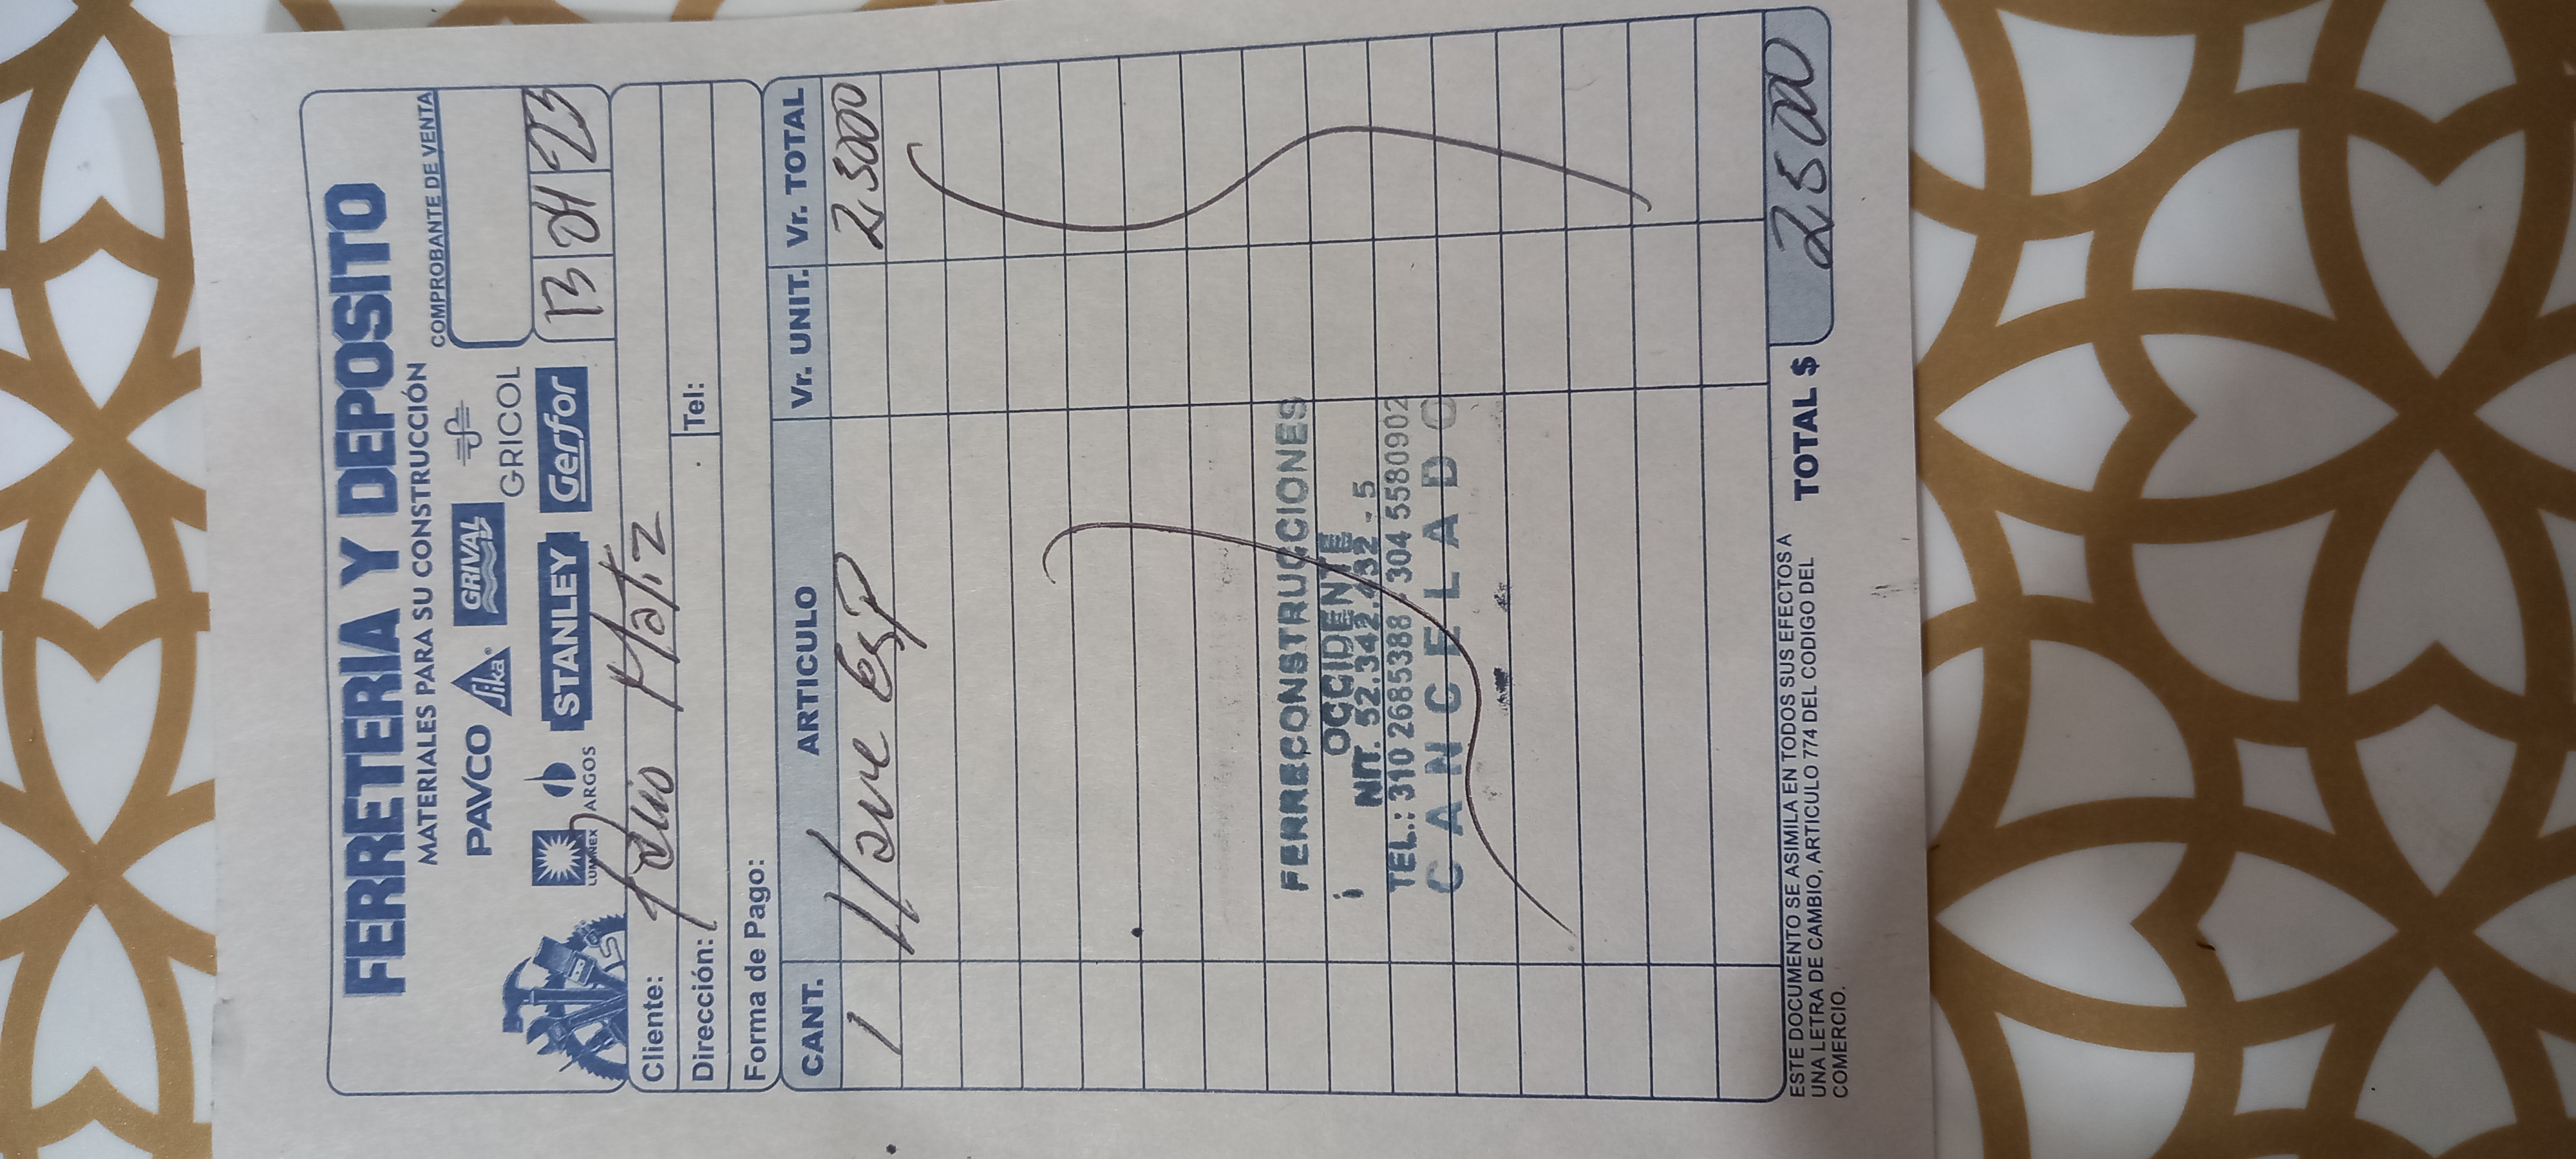 FERRETERIA Y DEPOSITO
MATERIALES PARA SU CONSTRUCCIÓN
COMPROBANTE DE VENTA
PAVCO Sika GRIVAL GRICOL
LUMINEX ARGOS STANLEY Gerfor
13 04 23
Cliente: Matiz
Dirección: Tel:
Forma de Pago:
CANT. ARTICULO Vr. UNIT. Vr. TOTAL
1 Llave Esp 25000
FERRECONSTRUCCIONES
OCCIDENTE
NIT. 52.342.432 - 5
TEL.: 310 2685388 - 304 5580902
CANCELADO
TOTAL $ 25000
ESTE DOCUMENTO SE ASIMILA EN TODOS SUS EFECTOS A
UNA LETRA DE CAMBIO, ARTICULO 774 DEL CODIGO DEL
COMERCIO.